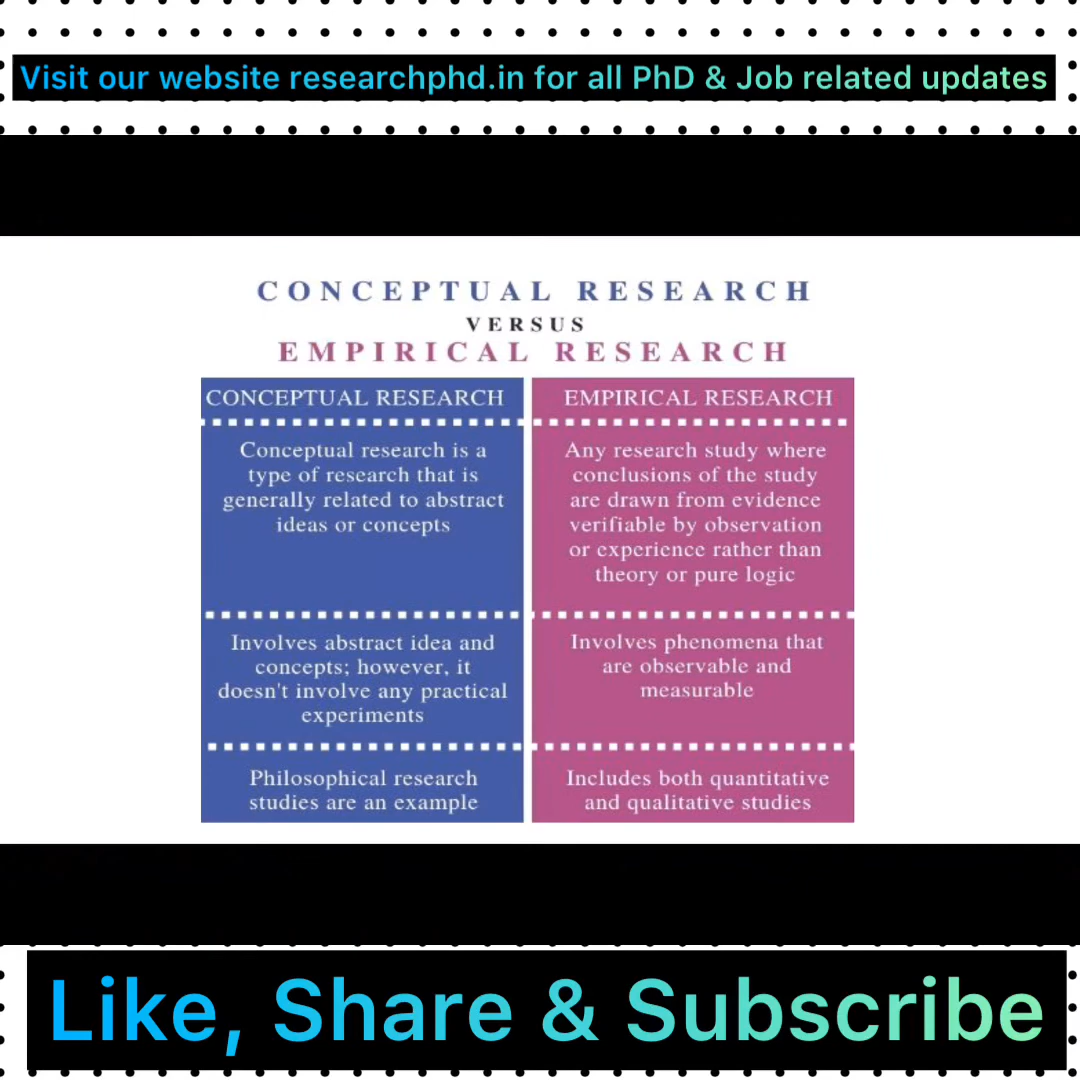 Visit our website researchphd.in for all PhD & Job related updates
CONCEPTUAL RESEARCH
VERSUS
EMPIRICAL RESEARCH
CONCEPTUAL RESEARCH
Conceptual research is a
type of research that is
generally related to abstract
ideas or concepts
Involves abstract idea and
concepts; however, it
doesn't involve any practical
experiments
Philosophical research
studies are an example
EMPIRICAL RESEARCH
Any research study where
conclusions of the study
are drawn from evidence
verifiable by observation
or experience rather than
theory or pure logic
Involves phenomena that
are observable and
measurable
Includes both quantitative
and qualitative studies
Like, Share & Subscribe